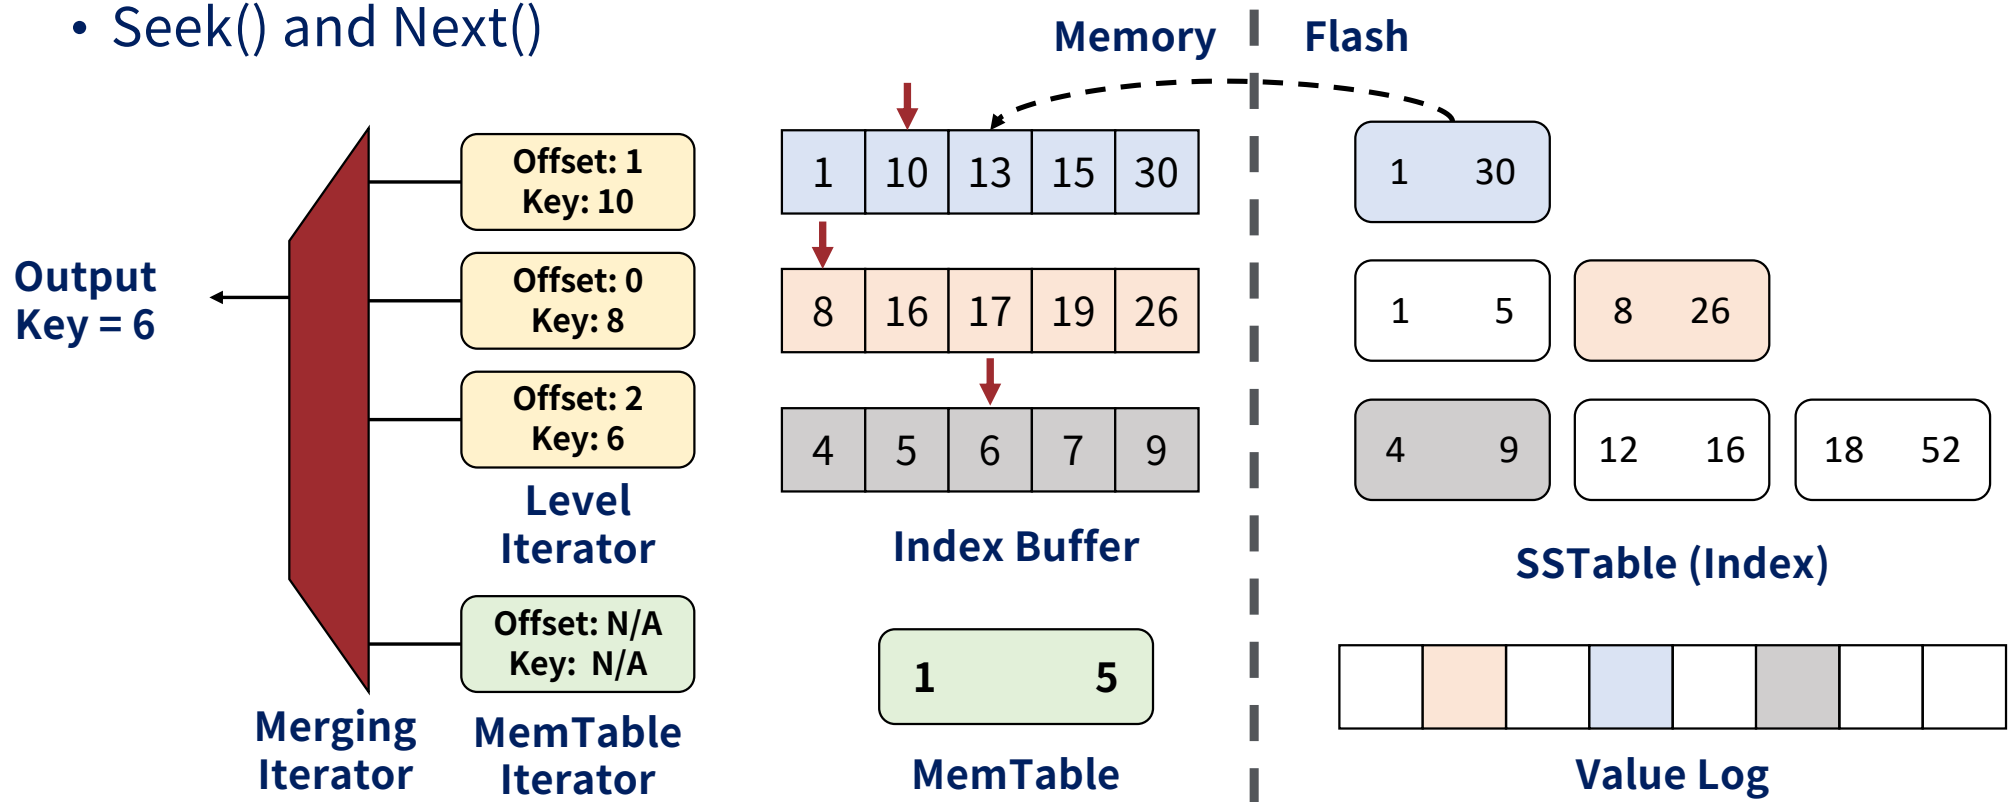 • Seek() and Next()
Memory
Flash
Offset: 1
Key: 10
Offset: 0
Key: 8
Offset: 2
Key: 6
Level
Iterator
Offset: N/A
Key: N/A
MemTable
Iterator
Output
Key = 6
Merging
Iterator
1 10 13 15 30
8 16 17 19 26
4 5 6 7 9
Index Buffer
1 5
MemTable
1 30
1 5
8 26
4 9
12 16
18 52
SSTable (Index)
Value Log